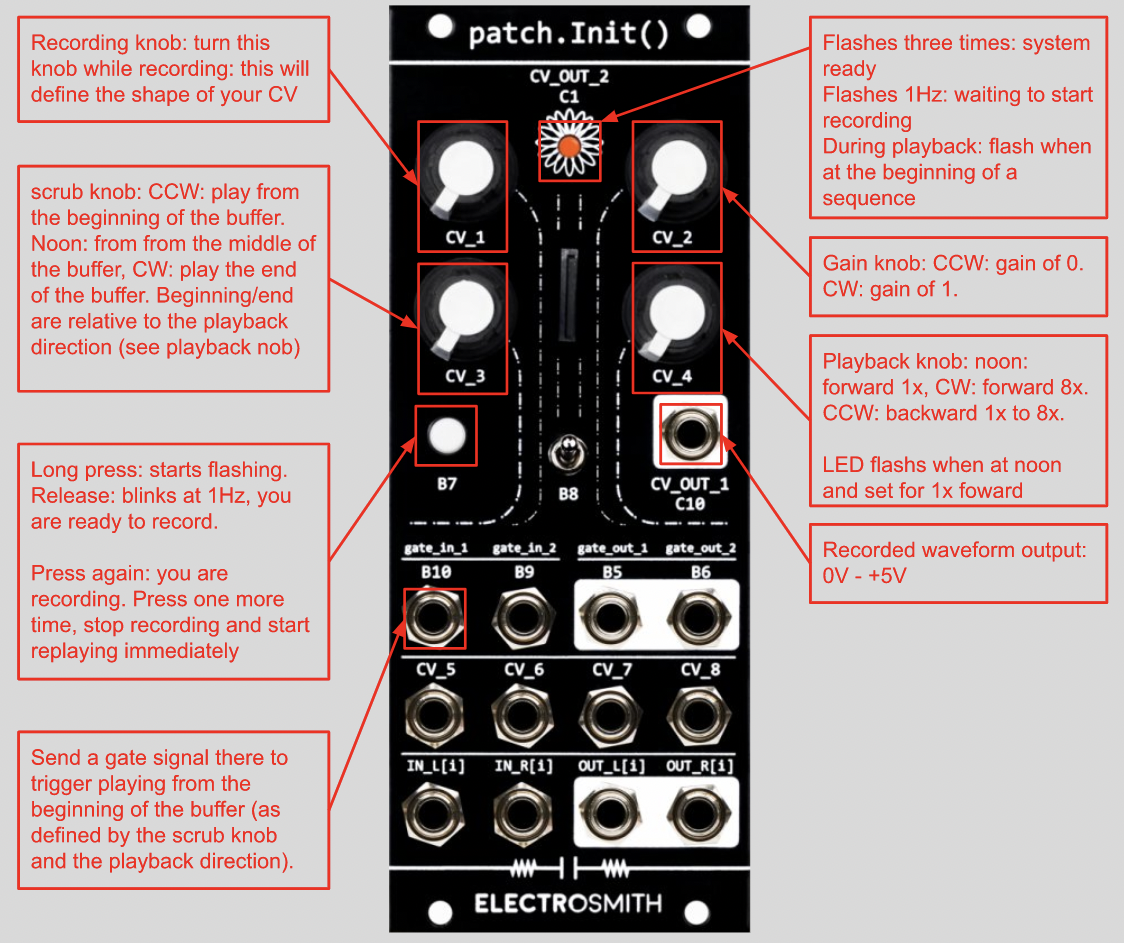 Recording knob: turn this
knob while recording: this will
define the shape of your CV
scrub knob: CCW: play from
the beginning of the buffer.
Noon: from from the middle of
the buffer, CW: play the end
of the buffer. Beginning/end
are relative to the playback
direction (see playback nob)
Long press: starts flashing.
Release: blinks at 1Hz, you
are ready to record.
Press again: you are
recording. Press one more
time, stop recording and start
replaying immediately
Send a gate signal there to
trigger playing from the
beginning of the buffer (as
defined by the scrub knob
and the playback direction).
patch.Init()
CV_OUT_2
C1
CV_1
CV_2
CV_3
CV_4
B7
B8
CV_OUT_1
C10
gate_in_1 gate_in_2 gate_out_1 gate_out_2
B10 B9 B5 B6
CV_5 CV_6 CV_7 CV_8
IN_L[i] IN_R[i] OUT_L[i] OUT_R[i]
ELECTROSMITH
Flashes three times: system
ready
Flashes 1Hz: waiting to start
recording
During playback: flash when
at the beginning of a
sequence
Gain knob: CCW: gain of 0.
CW: gain of 1.
Playback knob: noon:
forward 1x, CW: forward 8x.
CCW: backward 1x to 8x.
LED flashs when at noon
and set for 1x foward
Recorded waveform output:
0V - +5V